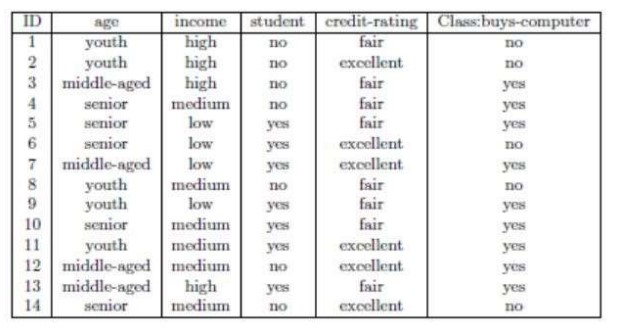 ID age income student credit-rating Class:buys-computer
1 youth high no fair no
2 youth high no excellent no
3 middle-aged high no fair yes
4 senior medium no fair yes
5 senior low yes fair yes
6 senior low yes excellent no
7 middle-aged low yes excellent yes
8 youth medium no fair no
9 youth low yes fair yes
10 senior medium yes fair yes
11 youth medium yes excellent yes
12 middle-aged medium no excellent yes
13 middle-aged high yes fair yes
14 senior medium no excellent no